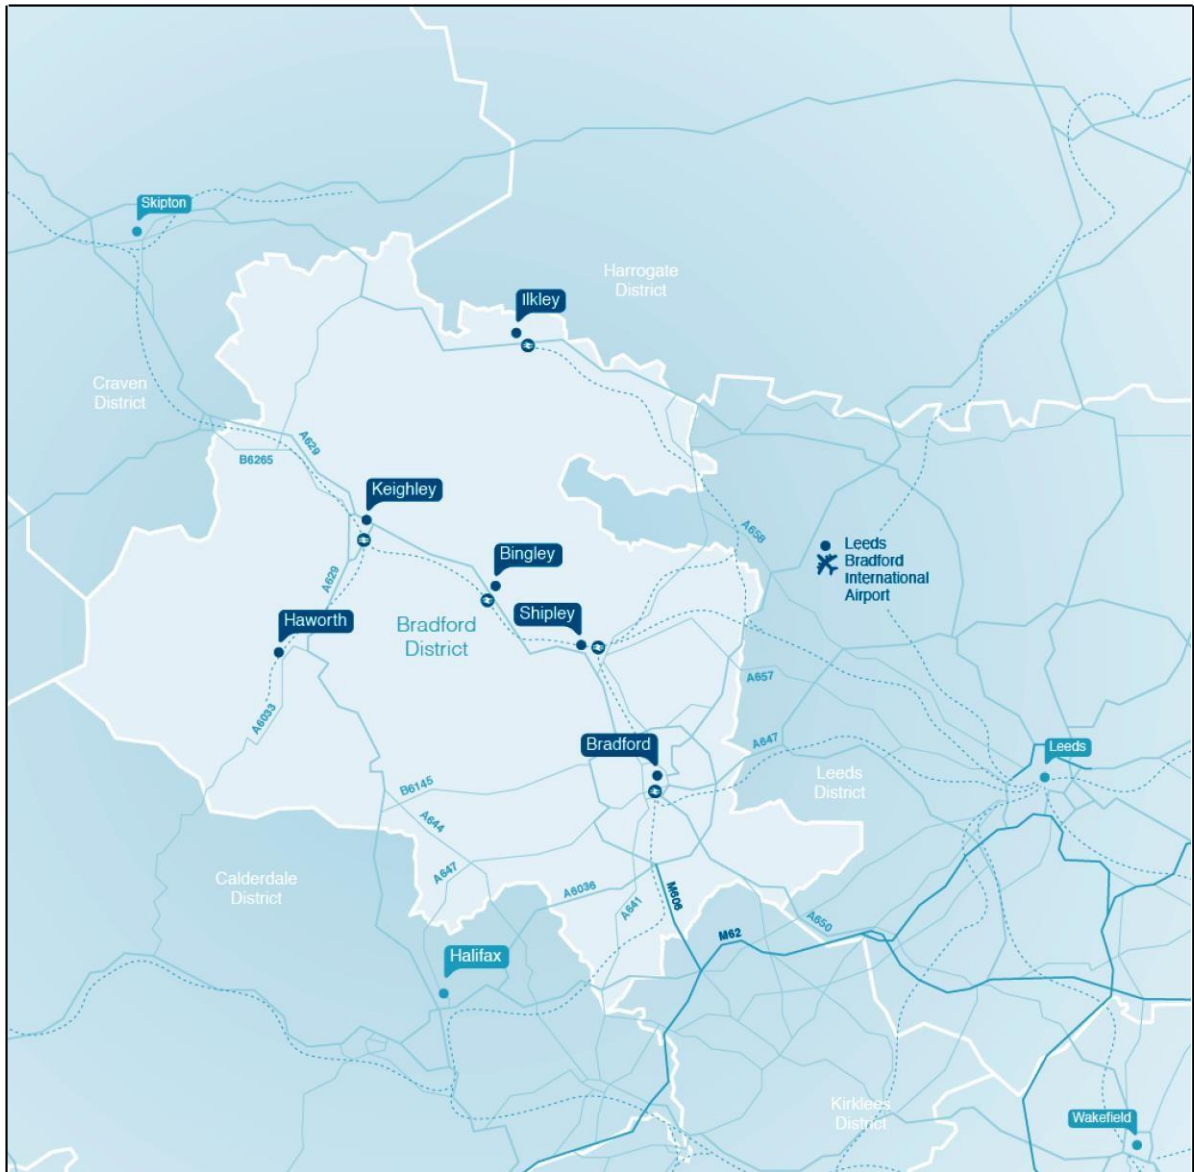 Skipton
Harrogate
District
Ilkley
Craven
District
A629
B6265
Keighley
A658
Leeds
Bradford
International
Airport
Bingley
A629
Shipley
Haworth
Bradford
District
A657
A6033
Bradford
A647
Leeds
Leeds
District
B6145
A644
A647
Calderdale
District
A6036
M606
A641
A650
M62
Halifax
Kirklees
District
Wakefield